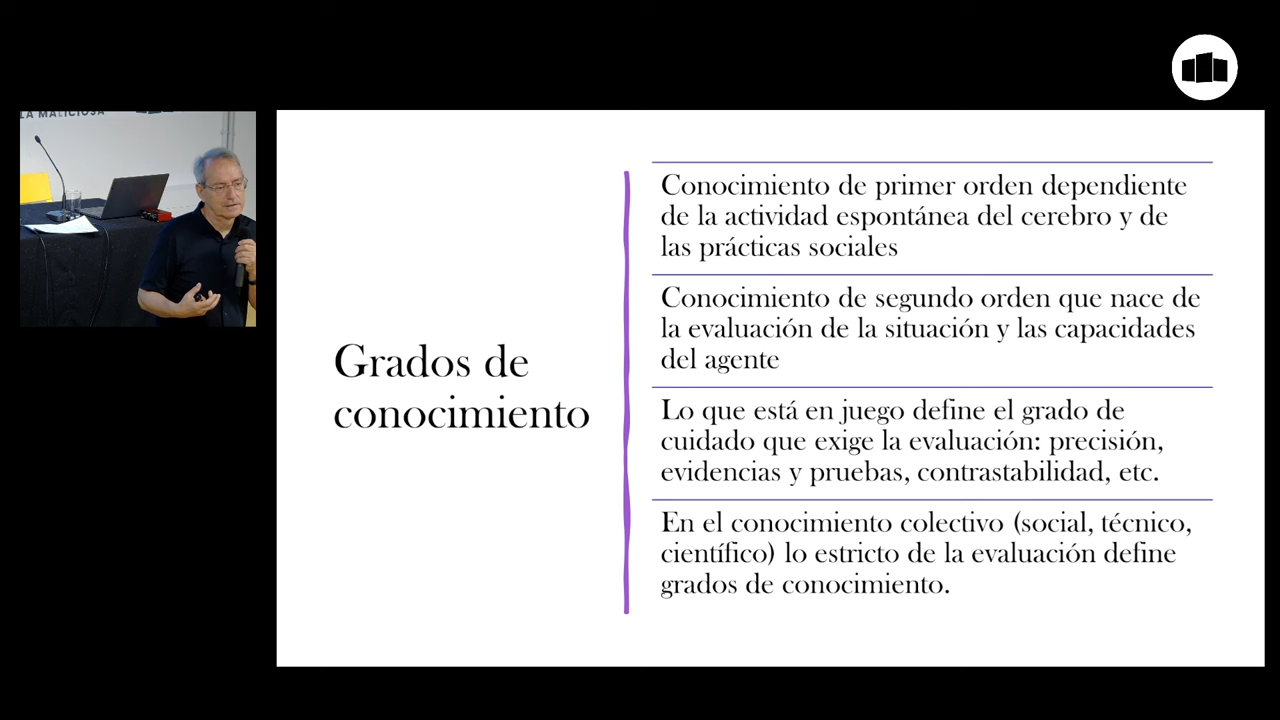 LA MALICIOSA
Grados de
conocimiento
Conocimiento de primer orden dependiente
de la actividad espontánea del cerebro y de
las prácticas sociales
Conocimiento de segundo orden que nace de
la evaluación de la situación y las capacidades
del agente
Lo que está en juego define el grado de
cuidado que exige la evaluación: precisión,
evidencias y pruebas, contrastabilidad, etc.
En el conocimiento colectivo (social, técnico,
científico) lo estricto de la evaluación define
grados de conocimiento.